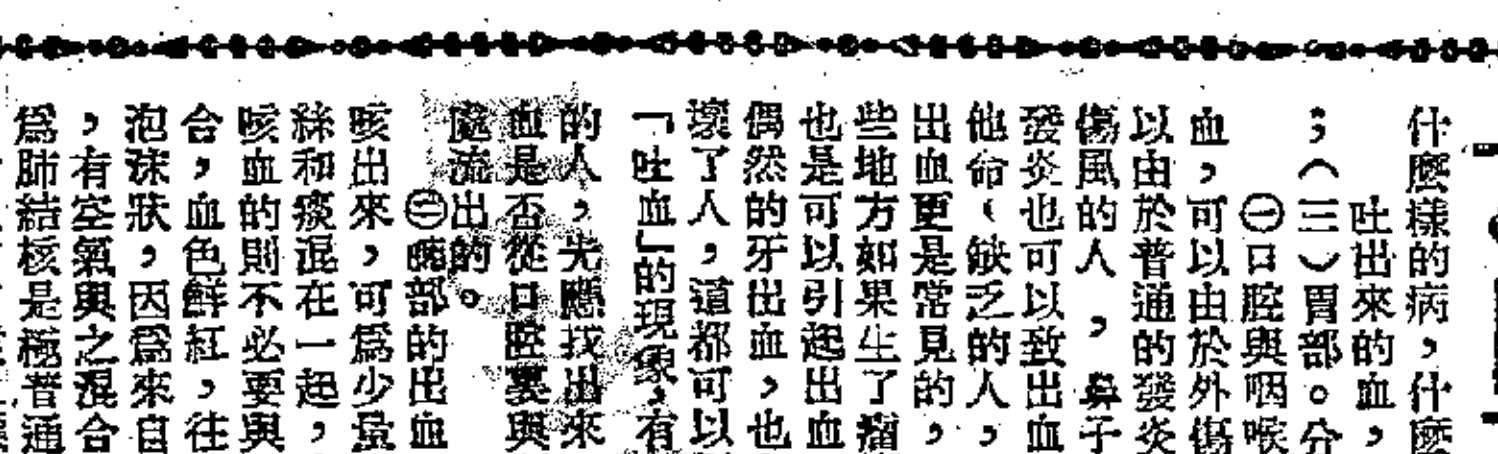 什麼樣的病，什麼
吐出來的血，
；（三）胃部。分
㊀口腔與咽喉
血，可以由於外傷
以由於普通的發炎
傷風的人，鼻子
發炎也可以致出血
他命（缺乏的人，
出血更是常見的，
些地方如果生了瘤
也是可以引起出血
偶然的牙出血，也
壞了人，道都可以
「吐血」的現象，有
的人，先應找出來
血是否從口腔裏與
處流出的。
㊁部的出血
咳出來，可爲少量
絲和痰混在一起，
咳血的則不必要與
合，血色鮮紅，往
泡沫狀，因爲來自
，有空氣與之混合
爲肺結核是極普通